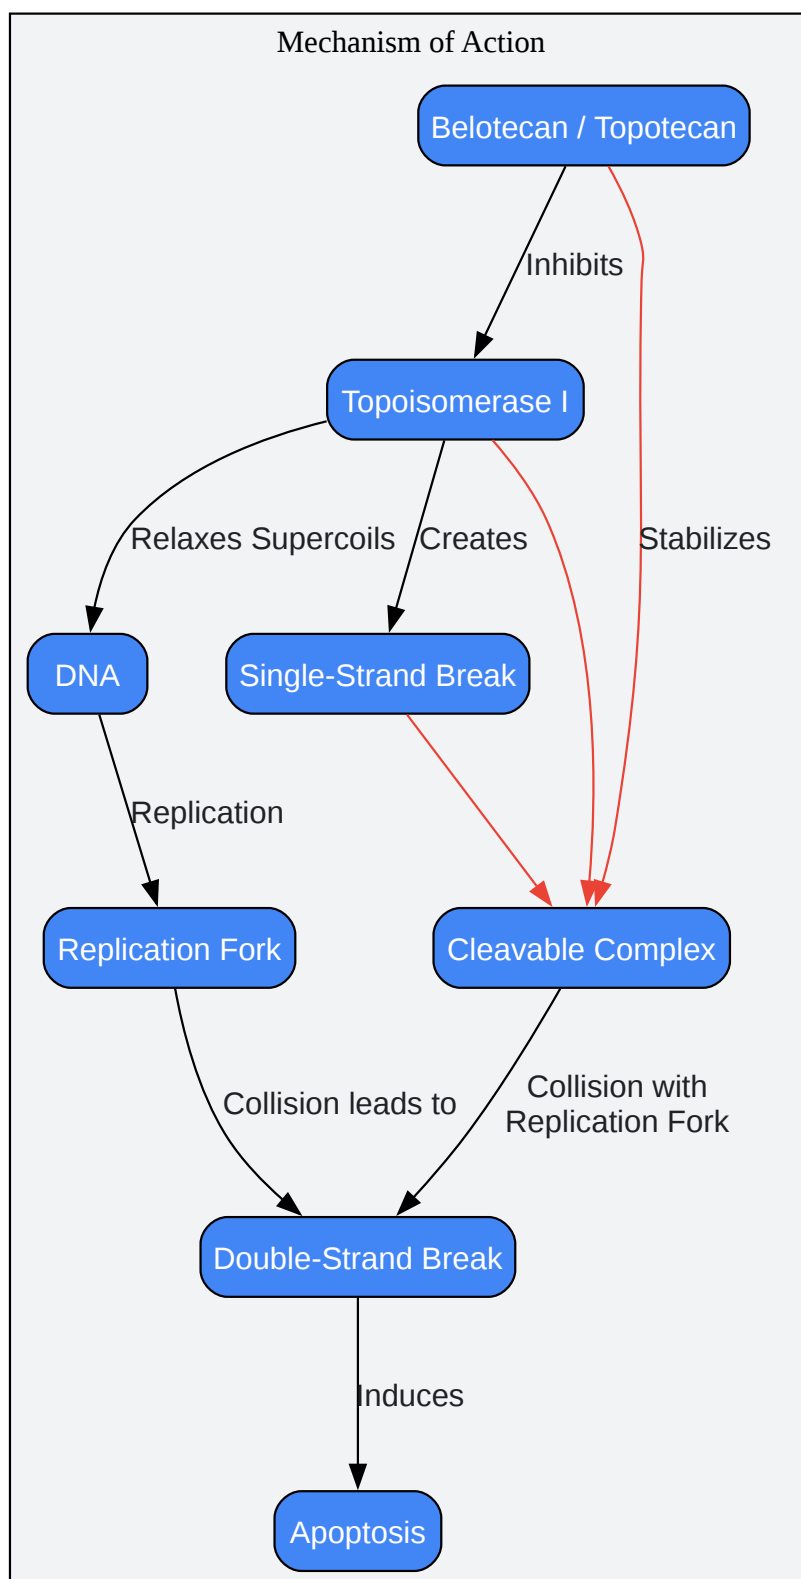 Mechanism of Action
Belotecan / Topotecan
Inhibits
Topoisomerase I
Relaxes Supercoils
Creates
Stabilizes
DNA
Single-Strand Break
Replication
Replication Fork
Cleavable Complex
Collision leads to
Collision with
Replication Fork
Double-Strand Break
Induces
Apoptosis